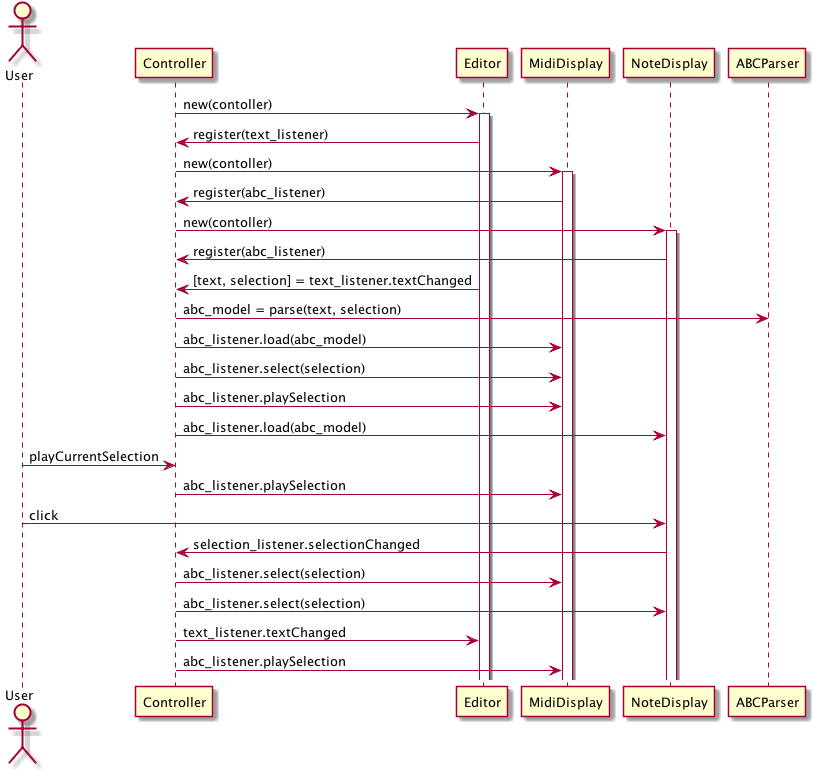 User
Controller
Editor
MidiDisplay
NoteDisplay
ABCParser
new(contoller)
register(text_listener)
new(contoller)
register(abc_listener)
new(contoller)
register(abc_listener)
[text, selection] = text_listener.textChanged
abc_model = parse(text, selection)
abc_listener.load(abc_model)
abc_listener.select(selection)
abc_listener.playSelection
abc_listener.load(abc_model)
playCurrentSelection
abc_listener.playSelection
click
selection_listener.selectionChanged
abc_listener.select(selection)
abc_listener.select(selection)
text_listener.textChanged
abc_listener.playSelection
User
Controller
Editor
MidiDisplay
NoteDisplay
ABCParser